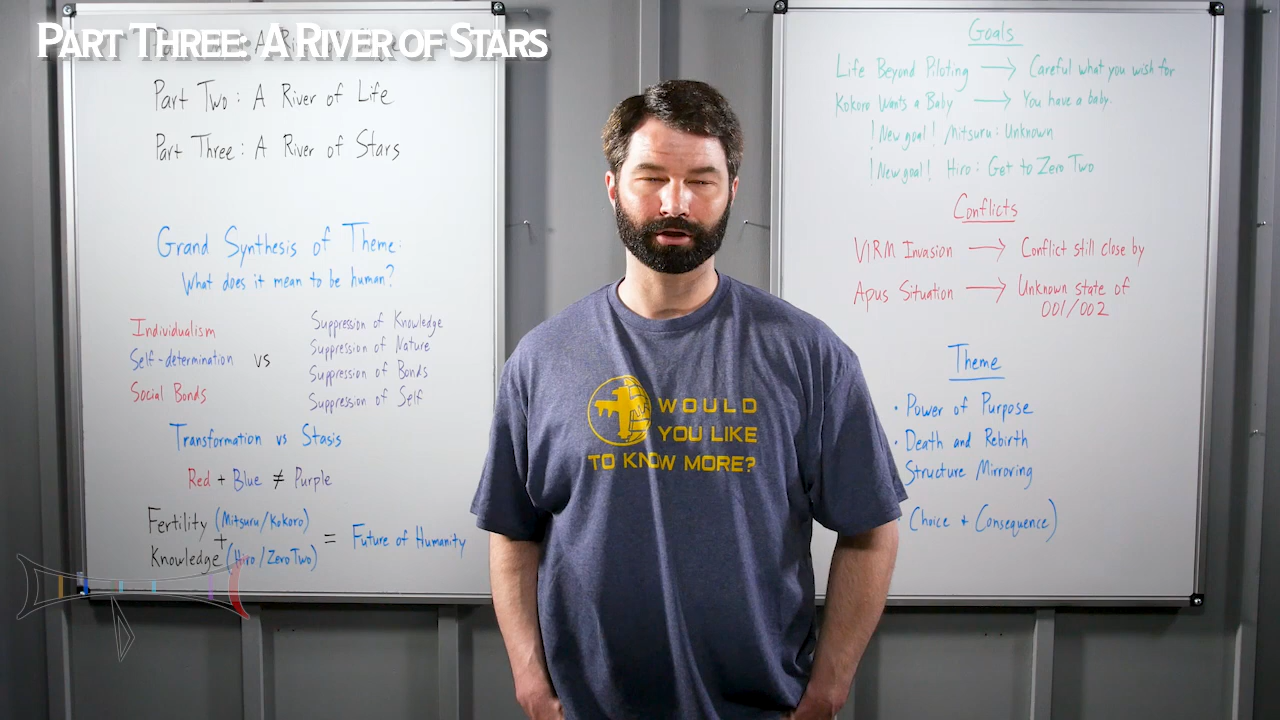 Part Three: A River of Stars
Part Two: A River of Life
Part Three: A River of Stars
Grand Synthesis of Theme:
What does it mean to be human?
Individualism
Self-determination
Social Bonds
vs
Suppression of Knowledge
Suppression of Nature
Suppression of Bonds
Suppression of Self
Transformation vs Stasis
Red + Blue ≠ Purple
Fertility (Mitsuru/Kokoro)
+
Knowledge (Hiro/Zero Two)
= Future of Humanity
WOULD
YOU LIKE
TO KNOW MORE?
Goals
Life Beyond Piloting → Careful what you wish for
Kokoro Wants a Baby → You have a baby.
! New goal! Mitsuru: Unknown
! New goal! Hiro: Get to Zero Two
Conflicts
VIRM Invasion → Conflict still close by
Apus Situation → Unknown state of
001/002
Theme
• Power of Purpose
• Death and Rebirth
Structure Mirroring
(Choice + Consequence)